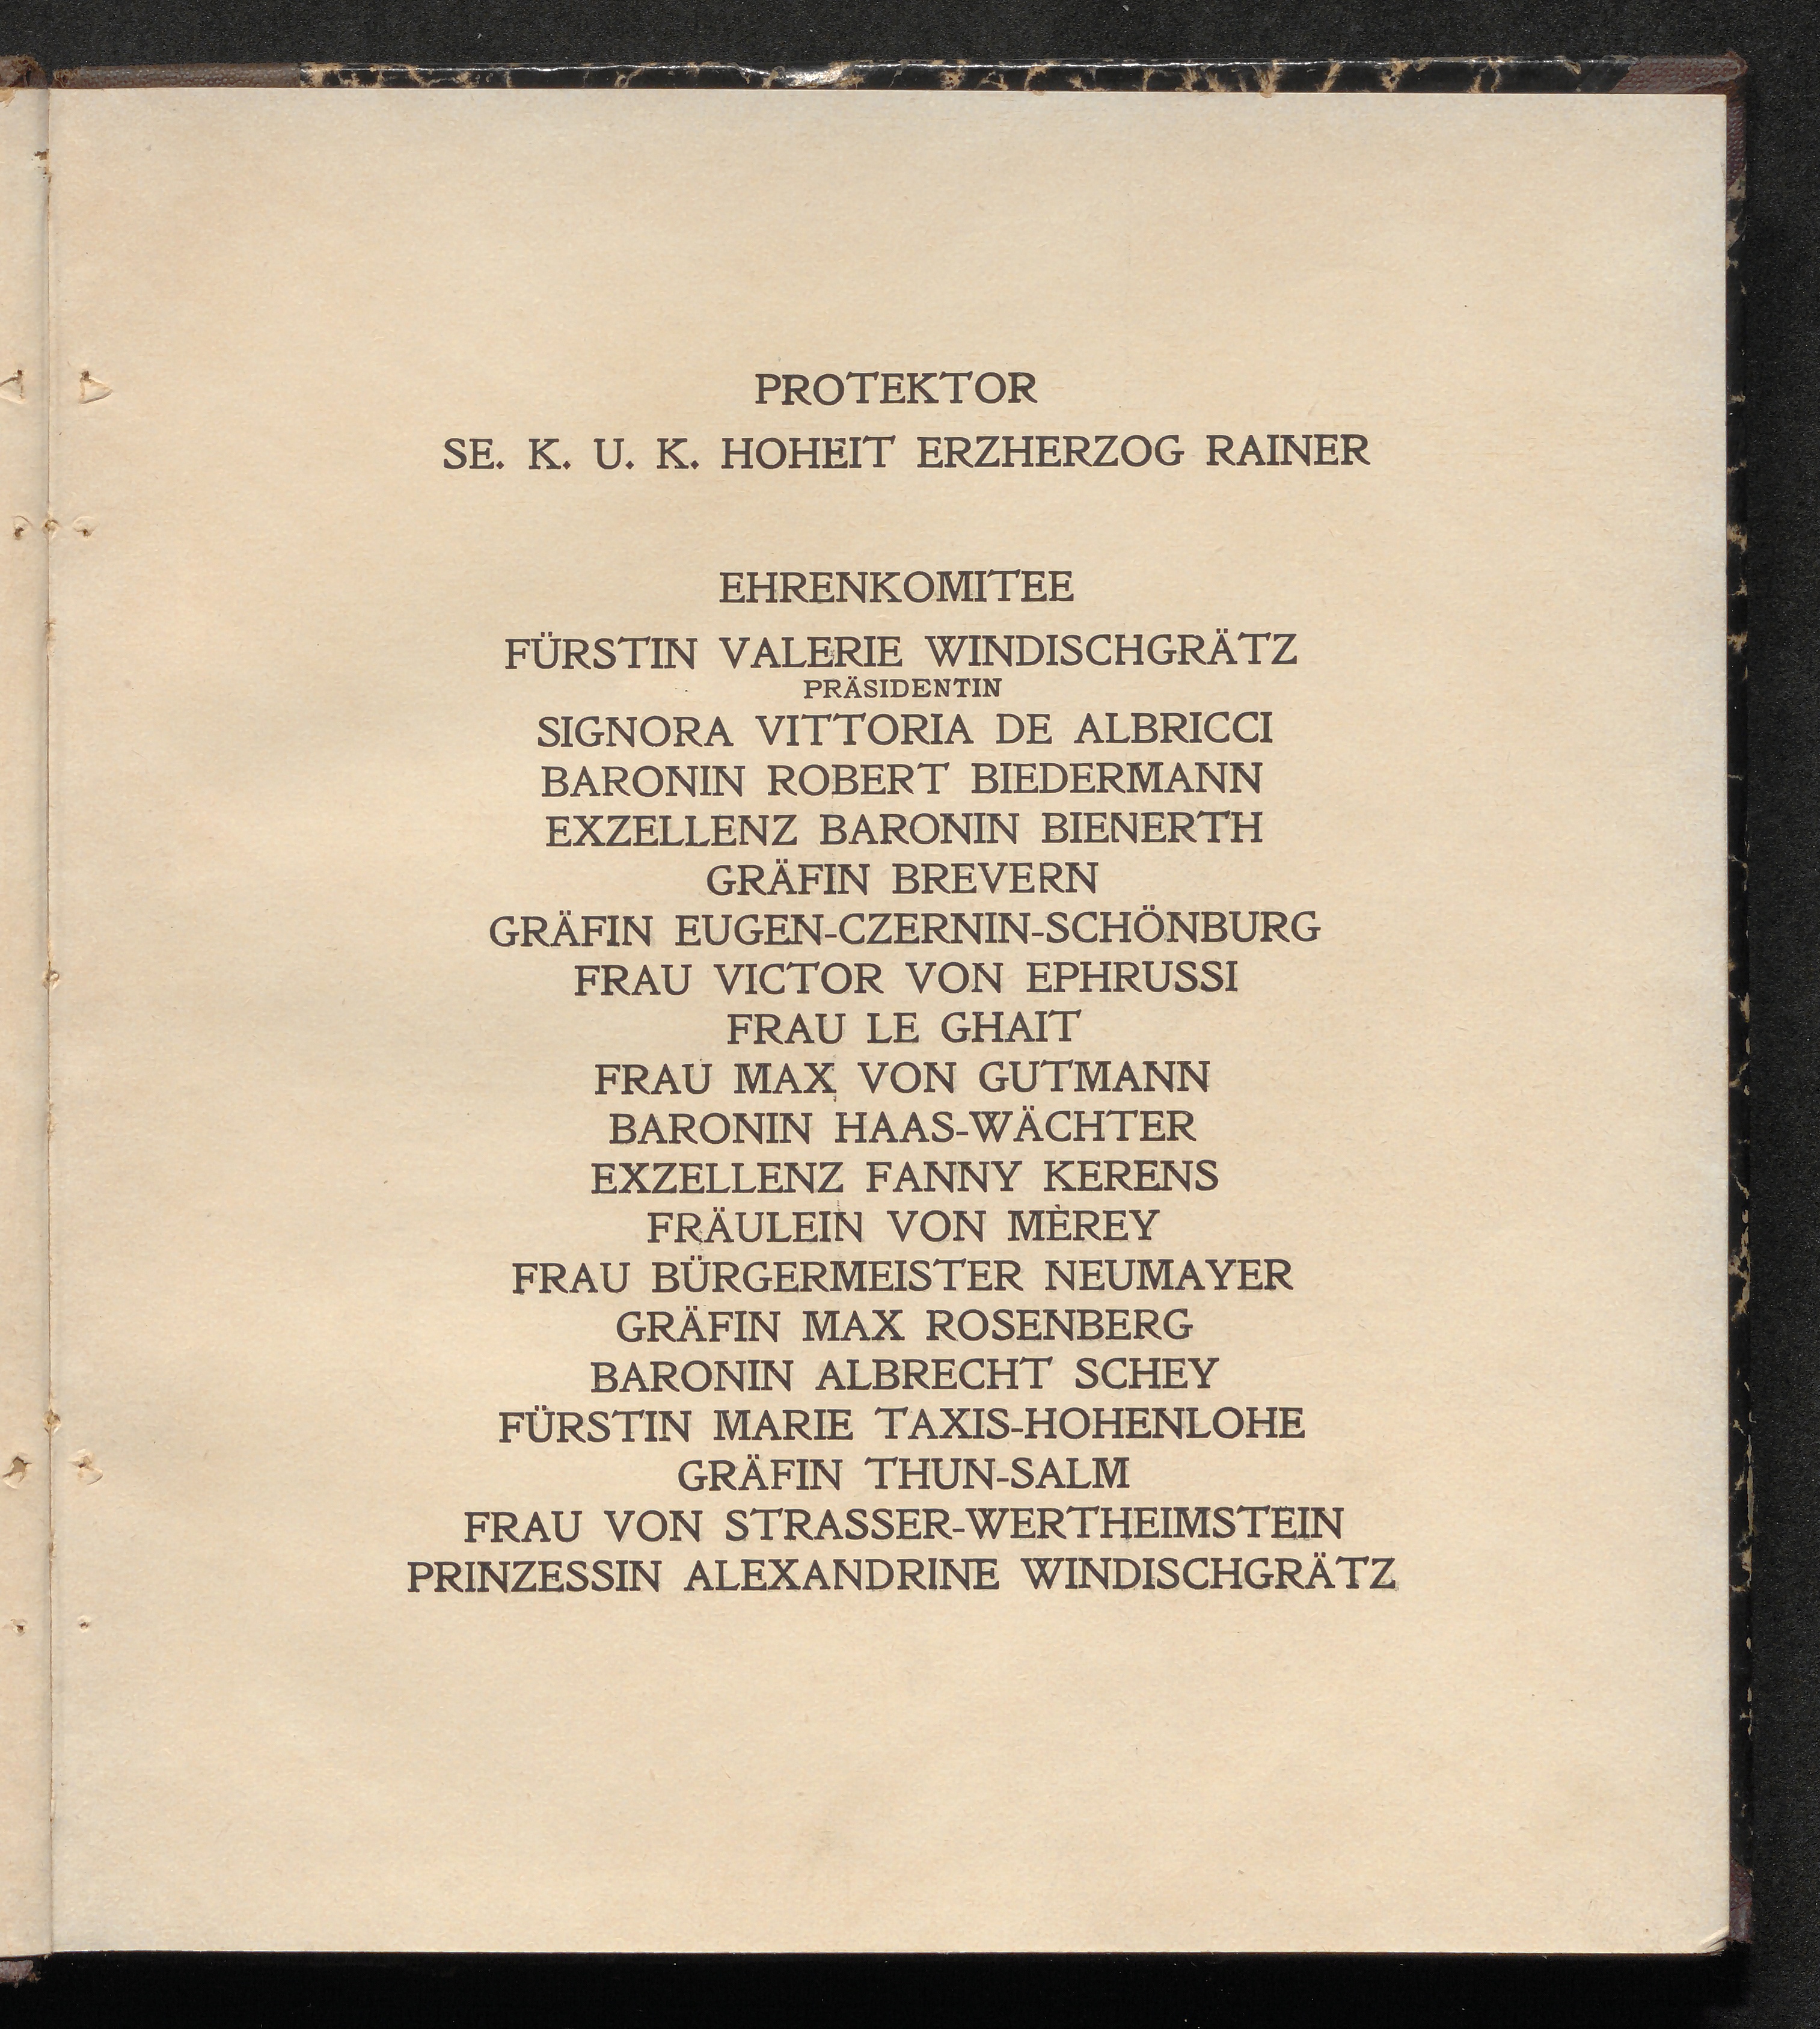 PROTEKTOR
SE. K. U. K. HOHEIT ERZHERZOG RAINER
EHRENKOMITEE
FÜRSTIN VALERIE WINDISCHGRÄTZ
PRÄSIDENTIN
SIGNORA VITTORIA DE ALBRICCI
BARONIN ROBERT BIEDERMANN
EXZELLENZ BARONIN BIENERTH
GRÄFIN BREVERN
GRÄFIN EUGEN-CZERNIN-SCHÖNBURG
FRAU VICTOR VON EPHRUSSI
FRAU LE GHAIT
FRAU MAX VON GUTMANN
BARONIN HAAS-WÄCHTER
EXZELLENZ FANNY KERENS
FRÄULEIN VON MÈREY
FRAU BÜRGERMEISTER NEUMAYER
GRÄFIN MAX ROSENBERG
BARONIN ALBRECHT SCHEY
FÜRSTIN MARIE TAXIS-HOHENLOHE
GRÄFIN THUN-SALM
FRAU VON STRASSER-WERTHEIMSTEIN
PRINZESSIN ALEXANDRINE WINDISCHGRÄTZ